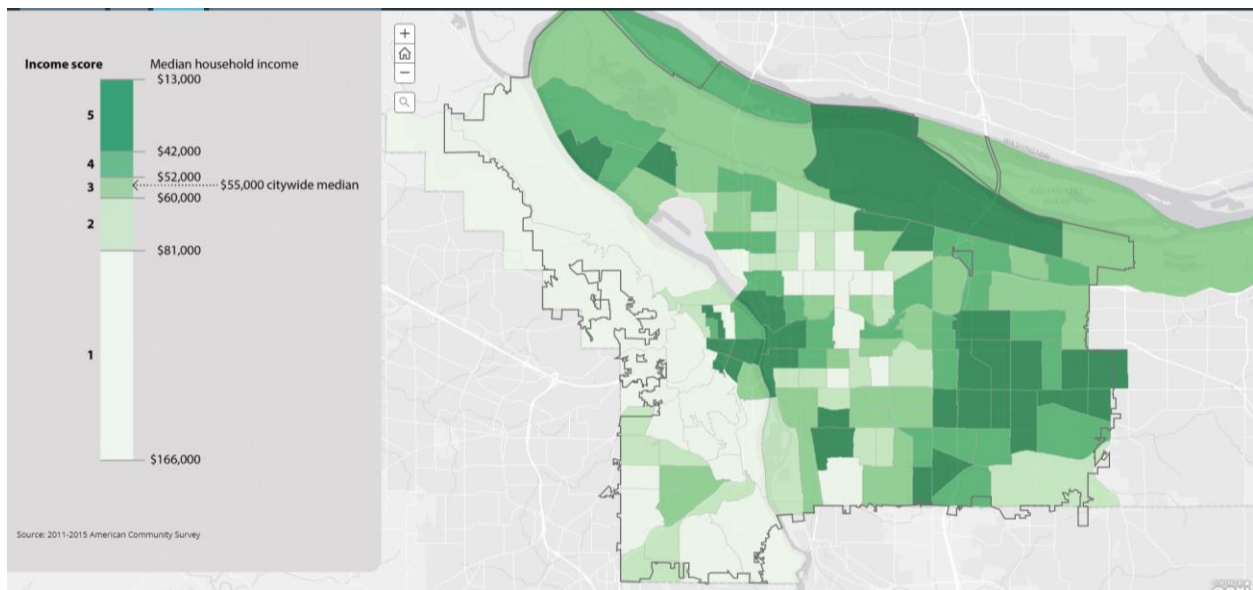 Income score
Median household income
$13,000
5
$42,000
4
$52,000
3
$55,000 citywide median
$60,000
2
$81,000
1
$166,000
Source: 2011-2015 American Community Survey
+
−
WASHINGTON